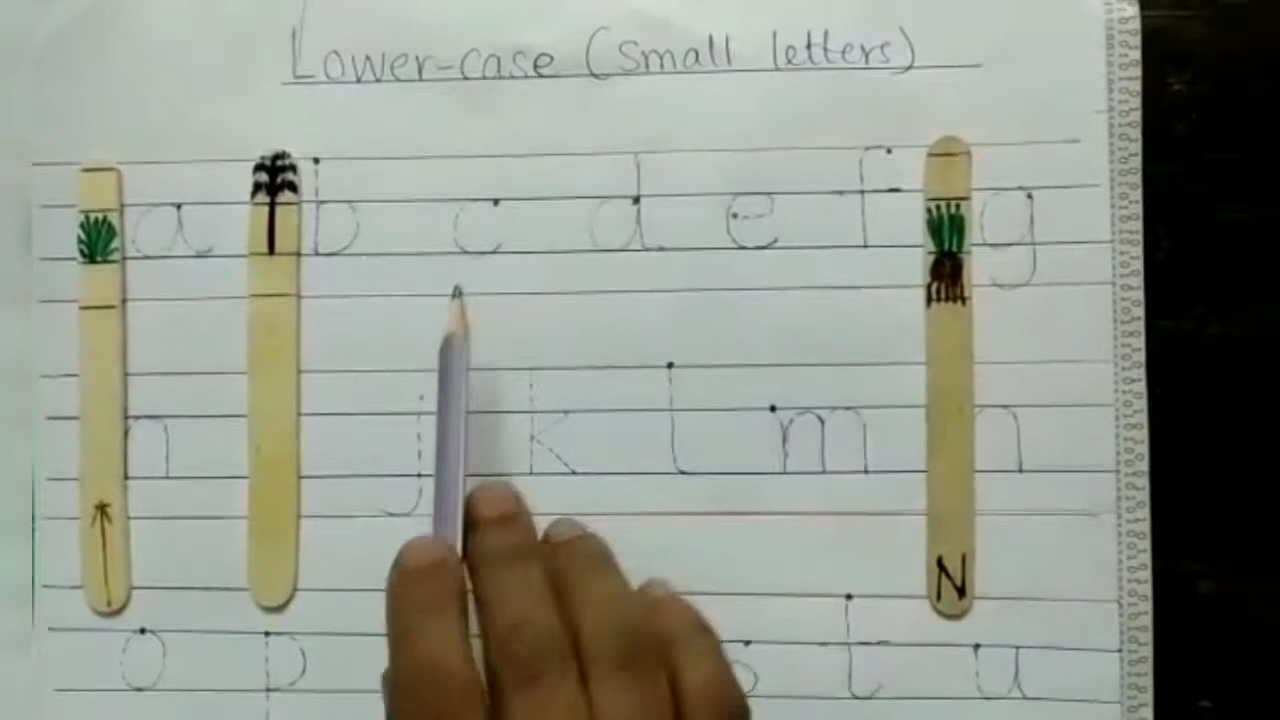 Lower-case (small letters)
a b c d e f g
h j k l m n
o p s t u
N